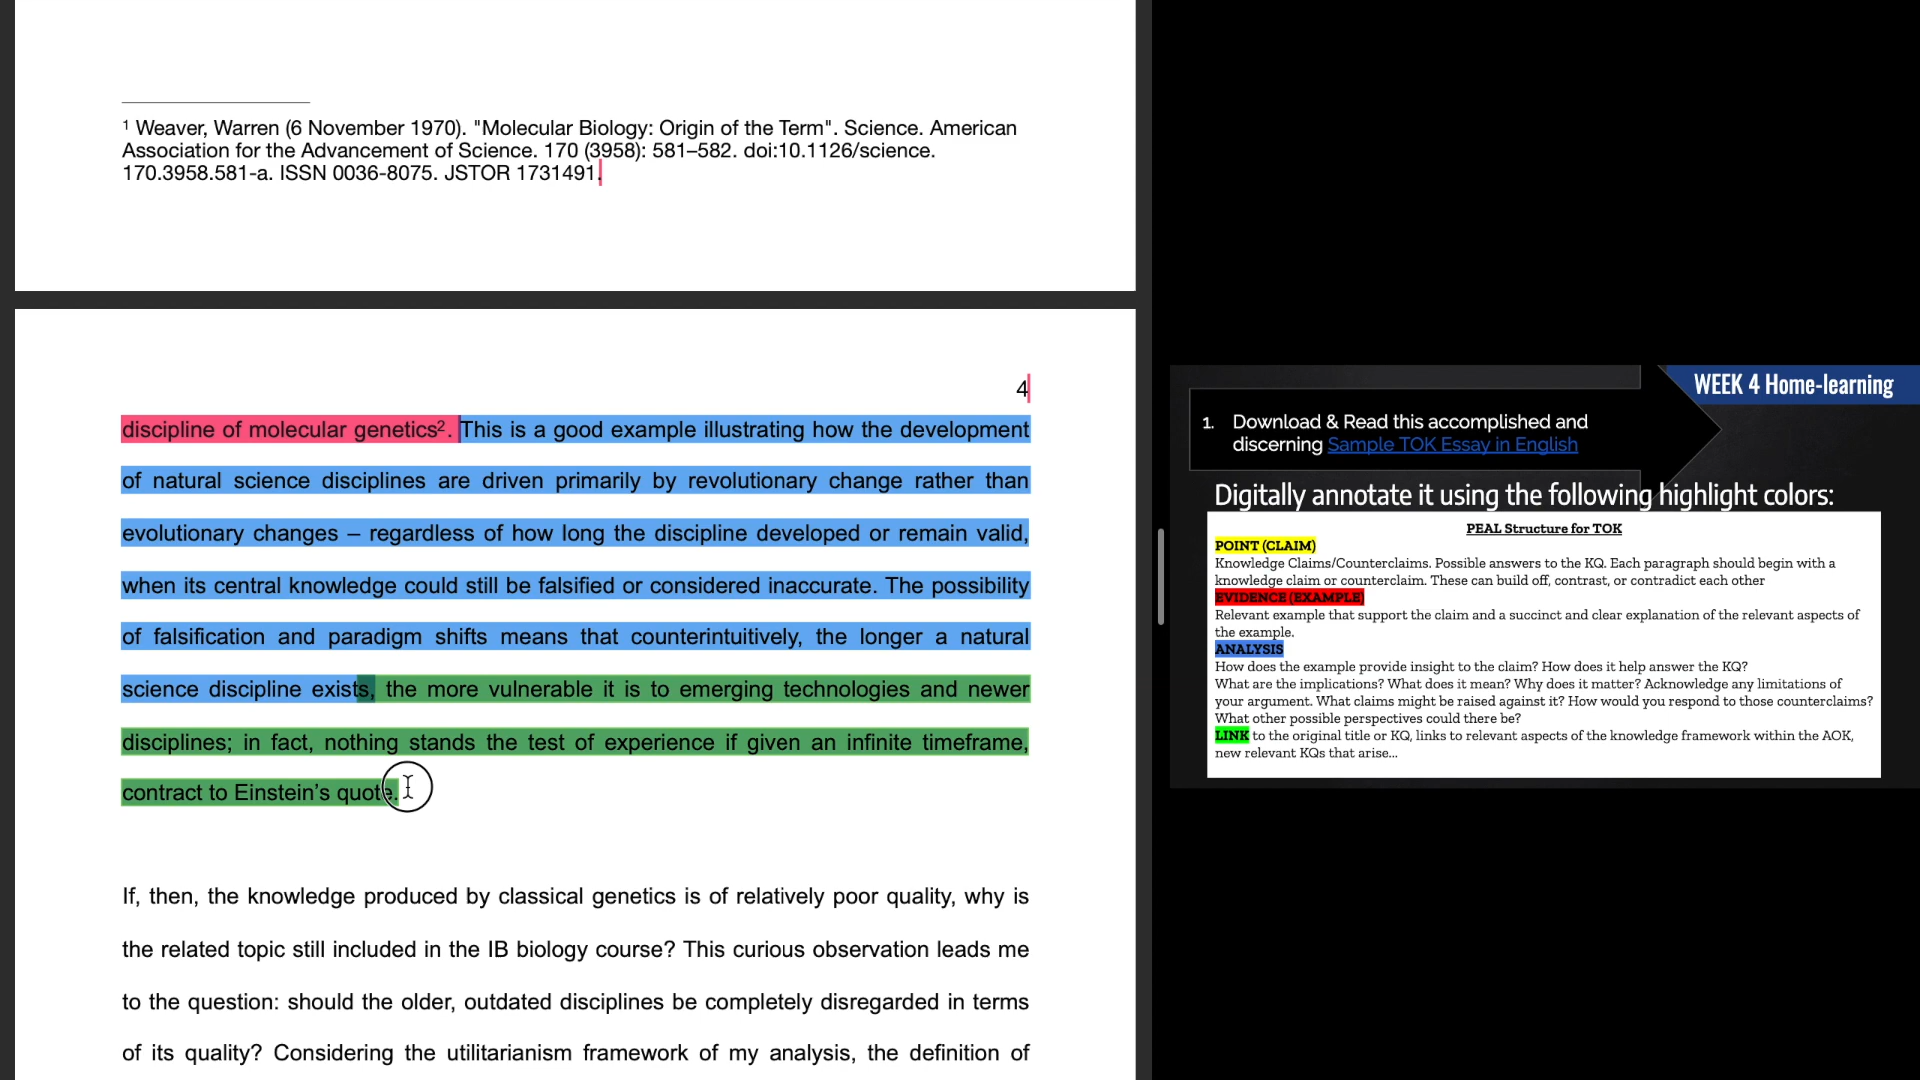 ¹ Weaver, Warren (6 November 1970). "Molecular Biology: Origin of the Term". Science. American
Association for the Advancement of Science. 170 (3958): 581–582. doi:10.1126/science.
170.3958.581-a. ISSN 0036-8075. JSTOR 1731491.
4
discipline of molecular genetics². This is a good example illustrating how the development
of natural science disciplines are driven primarily by revolutionary change rather than
evolutionary changes – regardless of how long the discipline developed or remain valid,
when its central knowledge could still be falsified or considered inaccurate. The possibility
of falsification and paradigm shifts means that counterintuitively, the longer a natural
science discipline exists, the more vulnerable it is to emerging technologies and newer
disciplines; in fact, nothing stands the test of experience if given an infinite timeframe,
contract to Einstein’s quote.
If, then, the knowledge produced by classical genetics is of relatively poor quality, why is
the related topic still included in the IB biology course? This curious observation leads me
to the question: should the older, outdated disciplines be completely disregarded in terms
of its quality? Considering the utilitarianism framework of my analysis, the definition of
WEEK 4 Home-learning
1. Download & Read this accomplished and
discerning Sample TOK Essay in English
Digitally annotate it using the following highlight colors:
PEAL Structure for TOK
POINT (CLAIM)
Knowledge Claims/Counterclaims. Possible answers to the KQ. Each paragraph should begin with a
knowledge claim or counterclaim. These can build off, contrast, or contradict each other
EVIDENCE (EXAMPLE)
Relevant example that support the claim and a succinct and clear explanation of the relevant aspects of
the example.
ANALYSIS
How does the example provide insight to the claim? How does it help answer the KQ?
What are the implications? What does it mean? Why does it matter? Acknowledge any limitations of
your argument. What claims might be raised against it? How would you respond to those counterclaims?
What other possible perspectives could there be?
LINK to the original title or KQ, links to relevant aspects of the knowledge framework within the AOK,
new relevant KQs that arise...